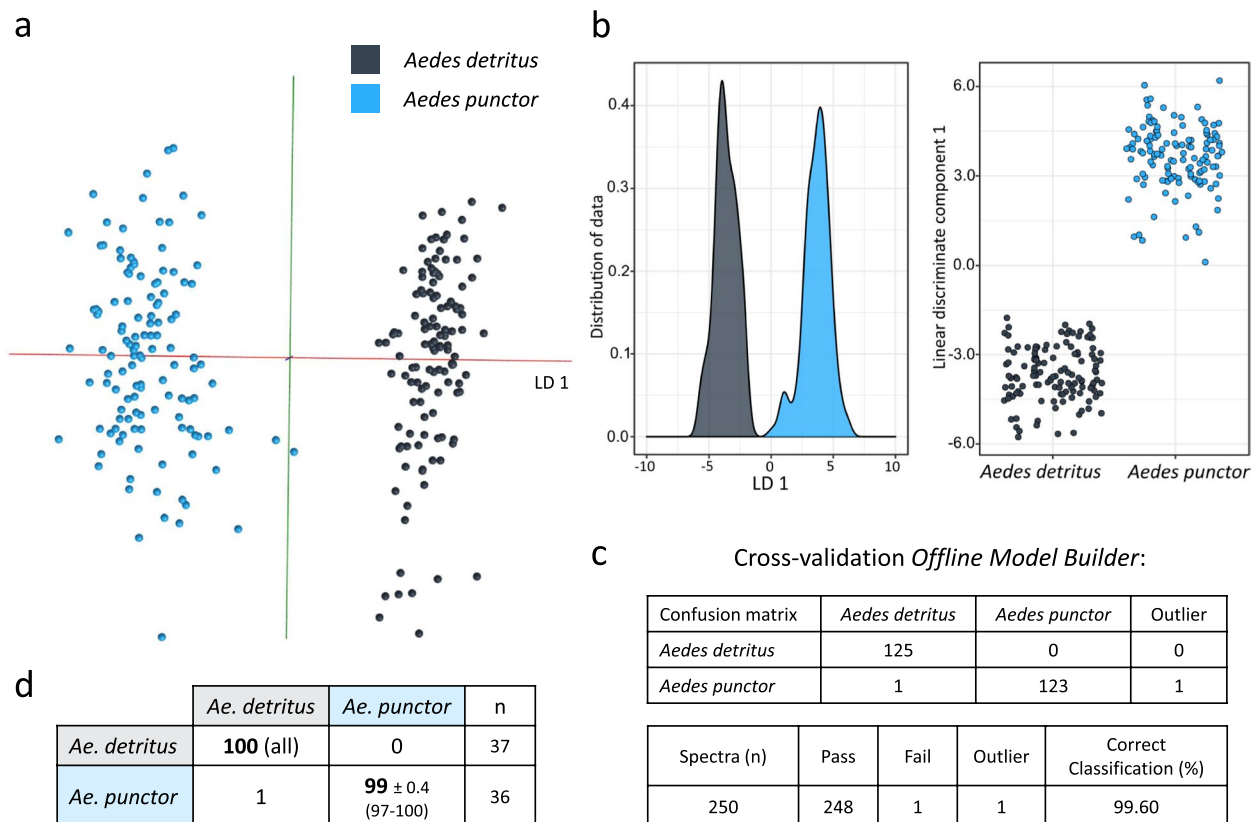 a
Aedes detritus
Aedes punctor
LD 1
b
Distribution of data
0.4
0.3
0.2
0.1
0.0
-10 -5 0 5 10
LD 1
Linear discriminate component 1
6.0
3.0
0.0
-3.0
-6.0
Aedes detritus Aedes punctor
c
Cross-validation Offline Model Builder:
Confusion matrix Aedes detritus Aedes punctor Outlier
Aedes detritus 125 0 0
Aedes punctor 1 123 1
Spectra (n) Pass Fail Outlier Correct
Classification (%)
250 248 1 1 99.60
d
Ae. detritus Ae. punctor n
Ae. detritus 100 (all) 0 37
Ae. punctor 1 99 ± 0.4 36
(97-100)